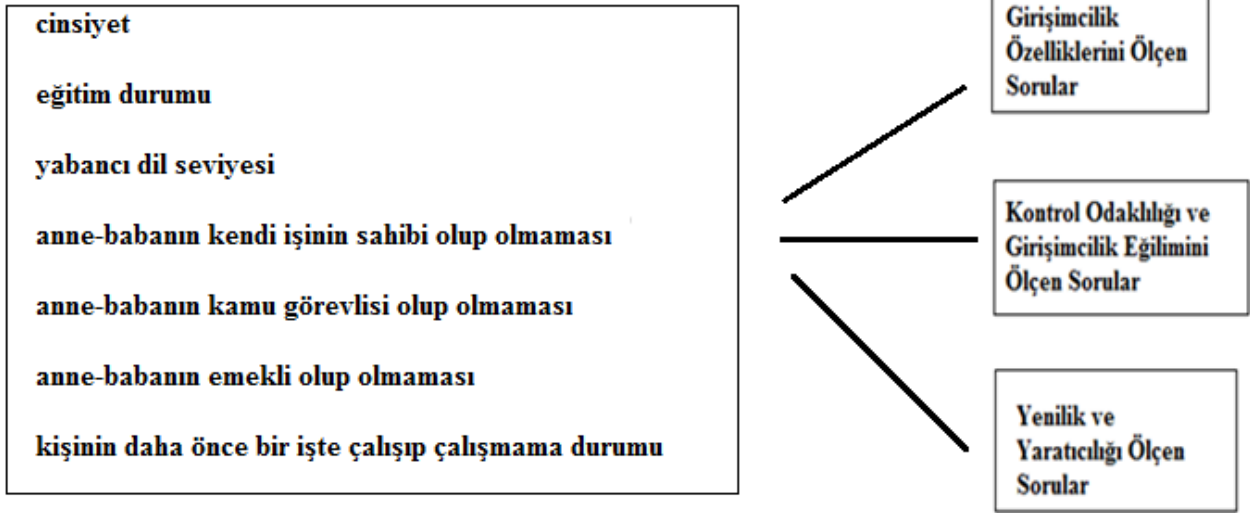 cinsiyet
eğitim durumu
yabancı dil seviyesi
anne-babanın kendi işinin sahibi olup olmaması
anne-babanın kamu görevlisi olup olmaması
anne-babanın emekli olup olmaması
kişinin daha önce bir işte çalışıp çalışmama durumu
Girişimcilik
Özelliklerini Ölçen
Sorular
Kontrol Odaklılığı ve
Girişimcilik Eğilimini
Ölçen Sorular
Yenilik ve
Yaratıcılığı Ölçen
Sorular